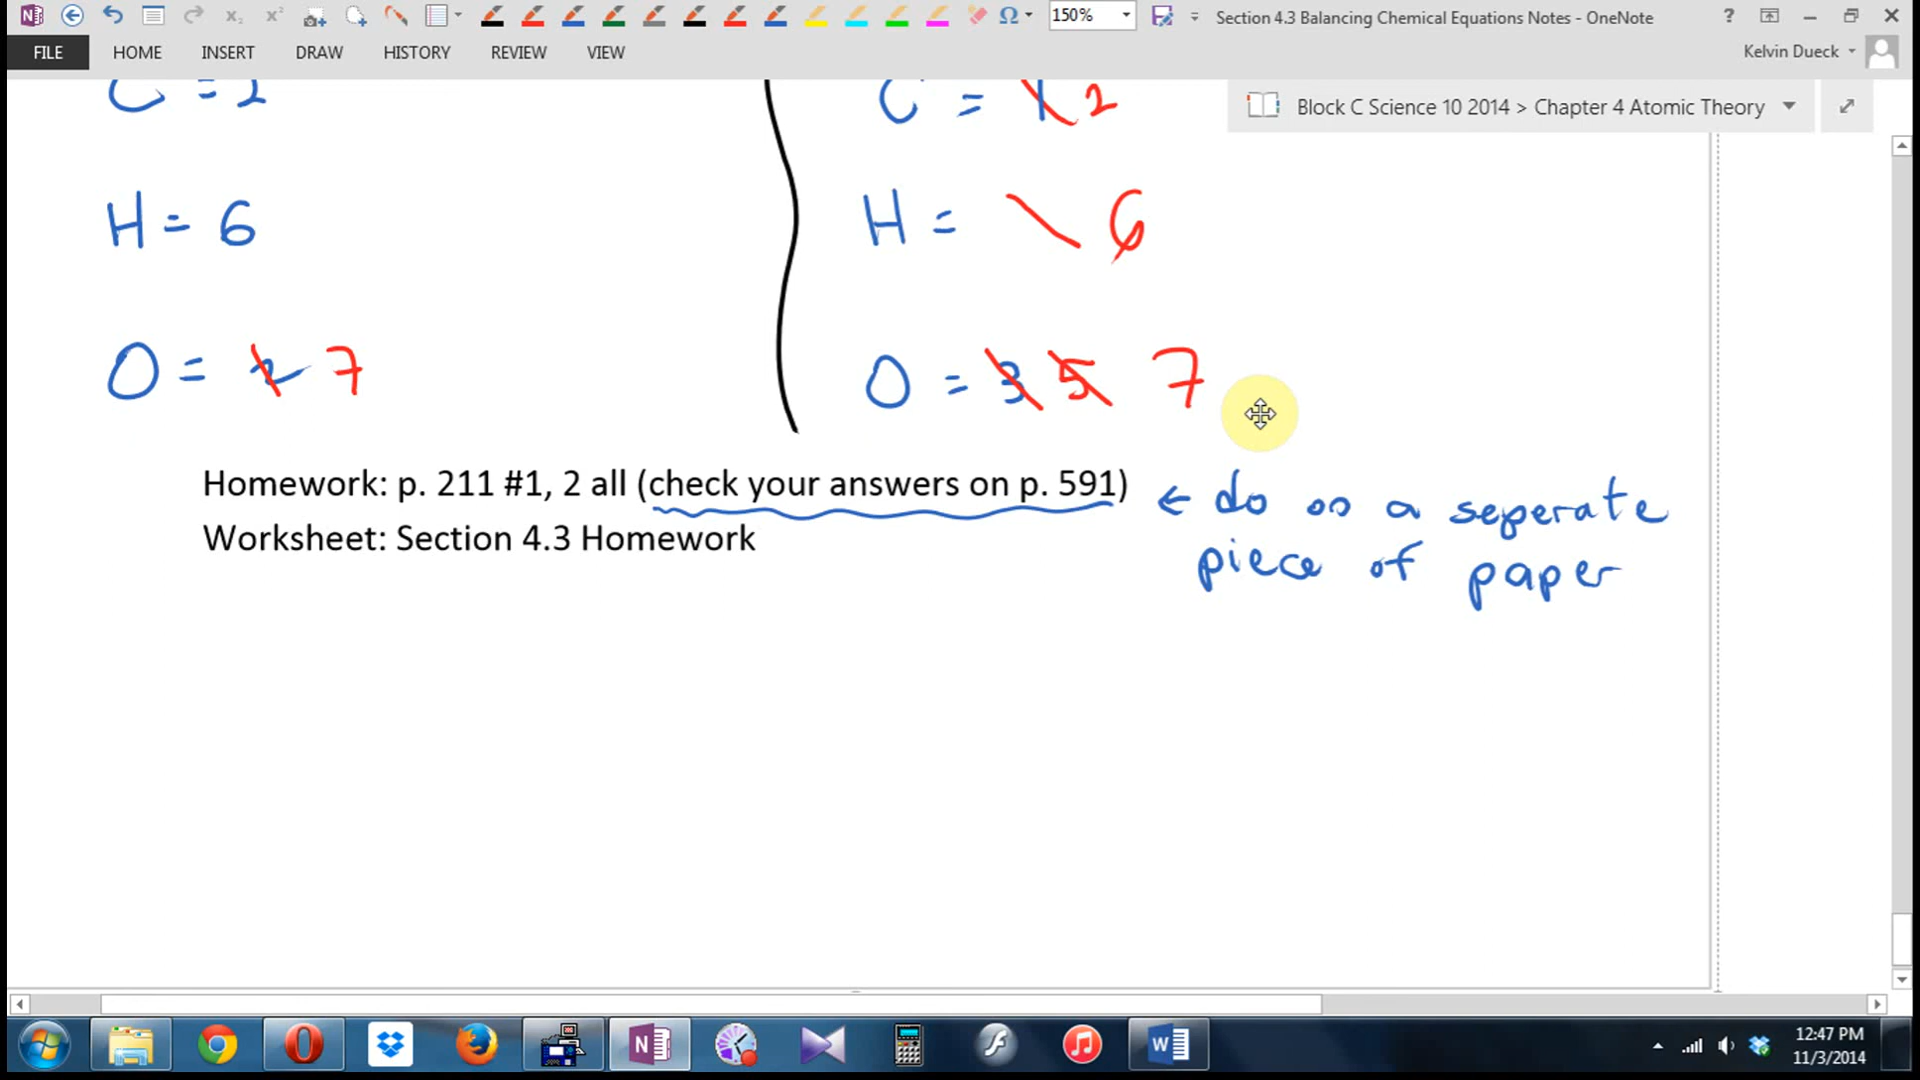 150%
Section 4.3 Balancing Chemical Equations Notes - OneNote
FILE HOME INSERT DRAW HISTORY REVIEW VIEW
Kelvin Dueck
Block C Science 10 2014 > Chapter 4 Atomic Theory
C = 2
C = 1 2
H = 6
H = 6
O = 2 7
O = 3 5 7
Homework: p. 211 #1, 2 all (check your answers on p. 591)
← do on a seperate
piece of paper
Worksheet: Section 4.3 Homework
12:47 PM
11/3/2014